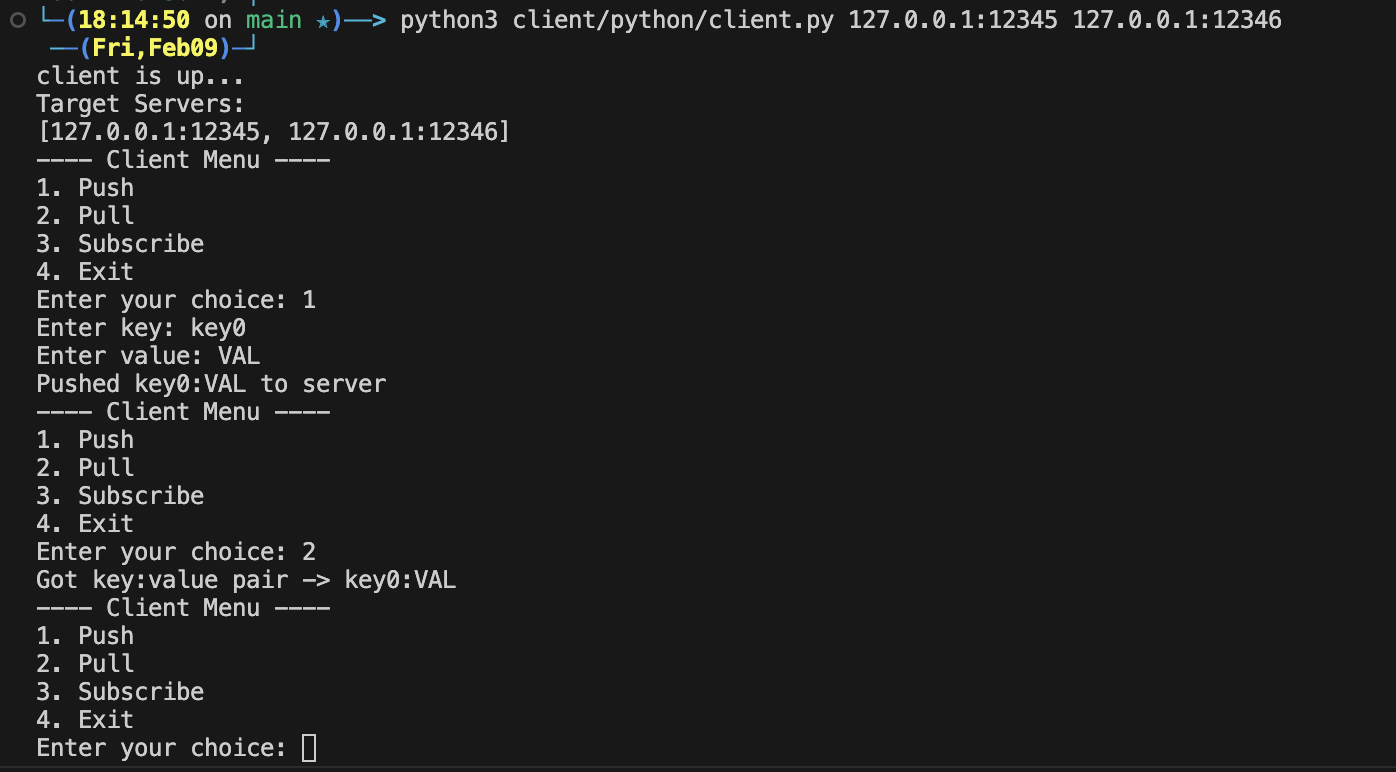 └─(18:14:50 on main ★)──> python3 client/python/client.py 127.0.0.1:12345 127.0.0.1:12346
──(Fri,Feb09)─┘
client is up...
Target Servers:
[127.0.0.1:12345, 127.0.0.1:12346]
---- Client Menu ----
1. Push
2. Pull
3. Subscribe
4. Exit
Enter your choice: 1
Enter key: key0
Enter value: VAL
Pushed key0:VAL to server
---- Client Menu ----
1. Push
2. Pull
3. Subscribe
4. Exit
Enter your choice: 2
Got key:value pair -> key0:VAL
---- Client Menu ----
1. Push
2. Pull
3. Subscribe
4. Exit
Enter your choice: